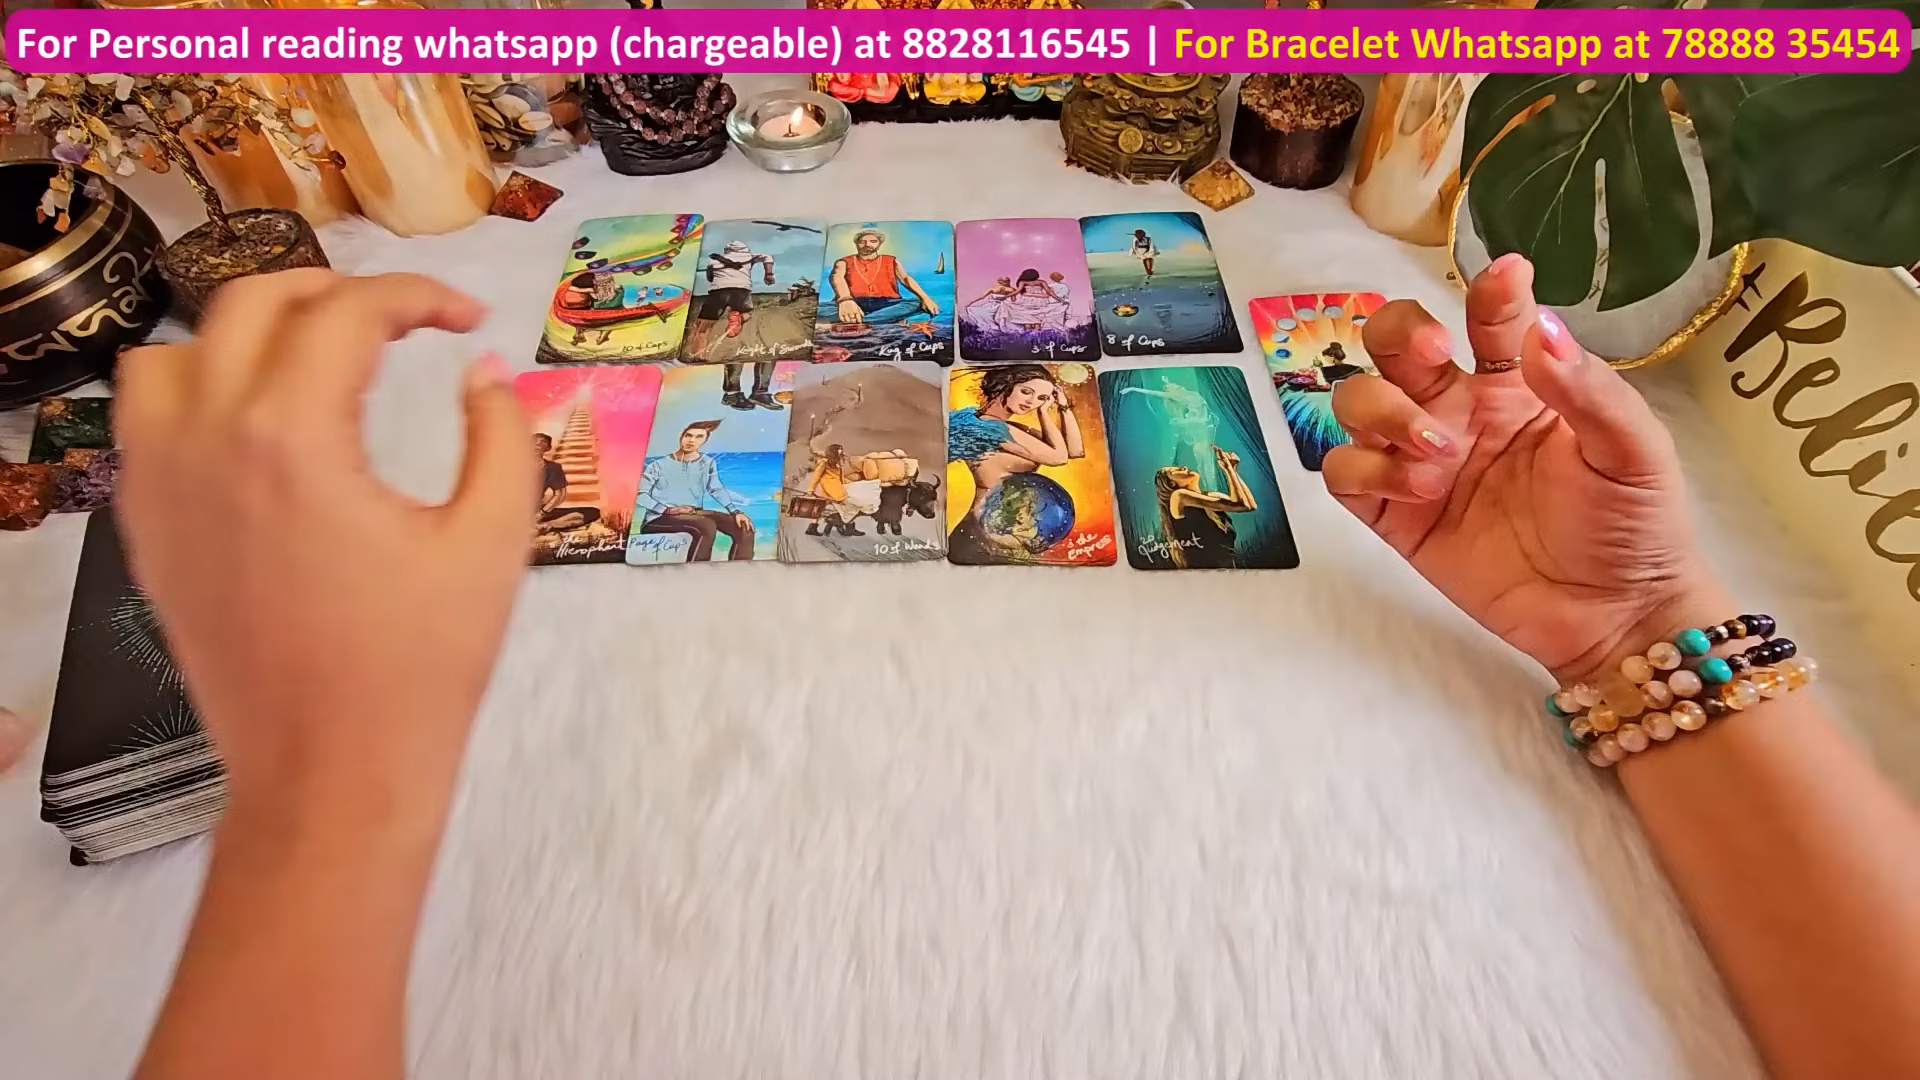 For Personal reading whatsapp (chargeable) at 8828116545 | For Bracelet Whatsapp at 78888 35454
10 of Cups
Knight of Swords
King of Cups
3 of Cups
8 of Cups
the Hierophant
Page of Cups
10 of Wands
3 the Empress
20 Judgement
#Believe